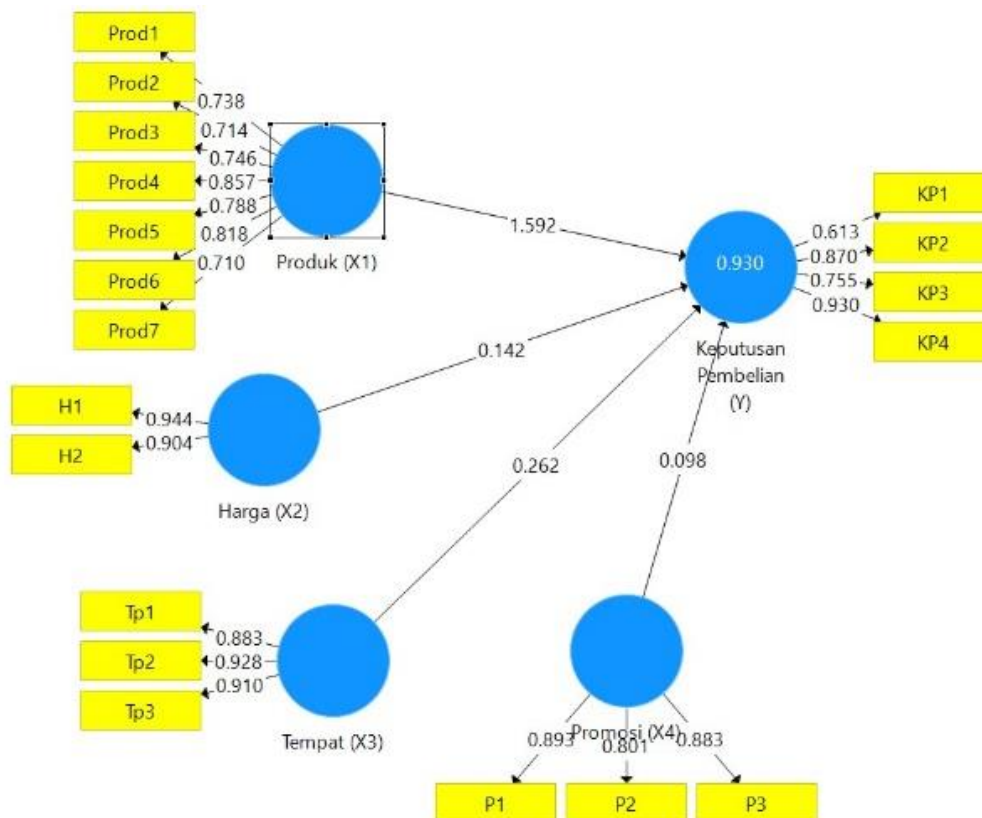 Prod1
Prod2
Prod3
Prod4
Prod5
Prod6
Prod7
0.738
0.714
0.746
0.857
0.788
0.818
0.710
Produk (X1)
1.592
0.930
Keputusan
Pembelian
(Y)
0.613
0.870
0.755
0.930
KP1
KP2
KP3
KP4
H1
H2
0.944
0.904
Harga (X2)
0.142
Tp1
Tp2
Tp3
0.883
0.928
0.910
Tempat (X3)
0.262
0.098
Promosi (X4)
0.893
0.801
0.883
P1
P2
P3